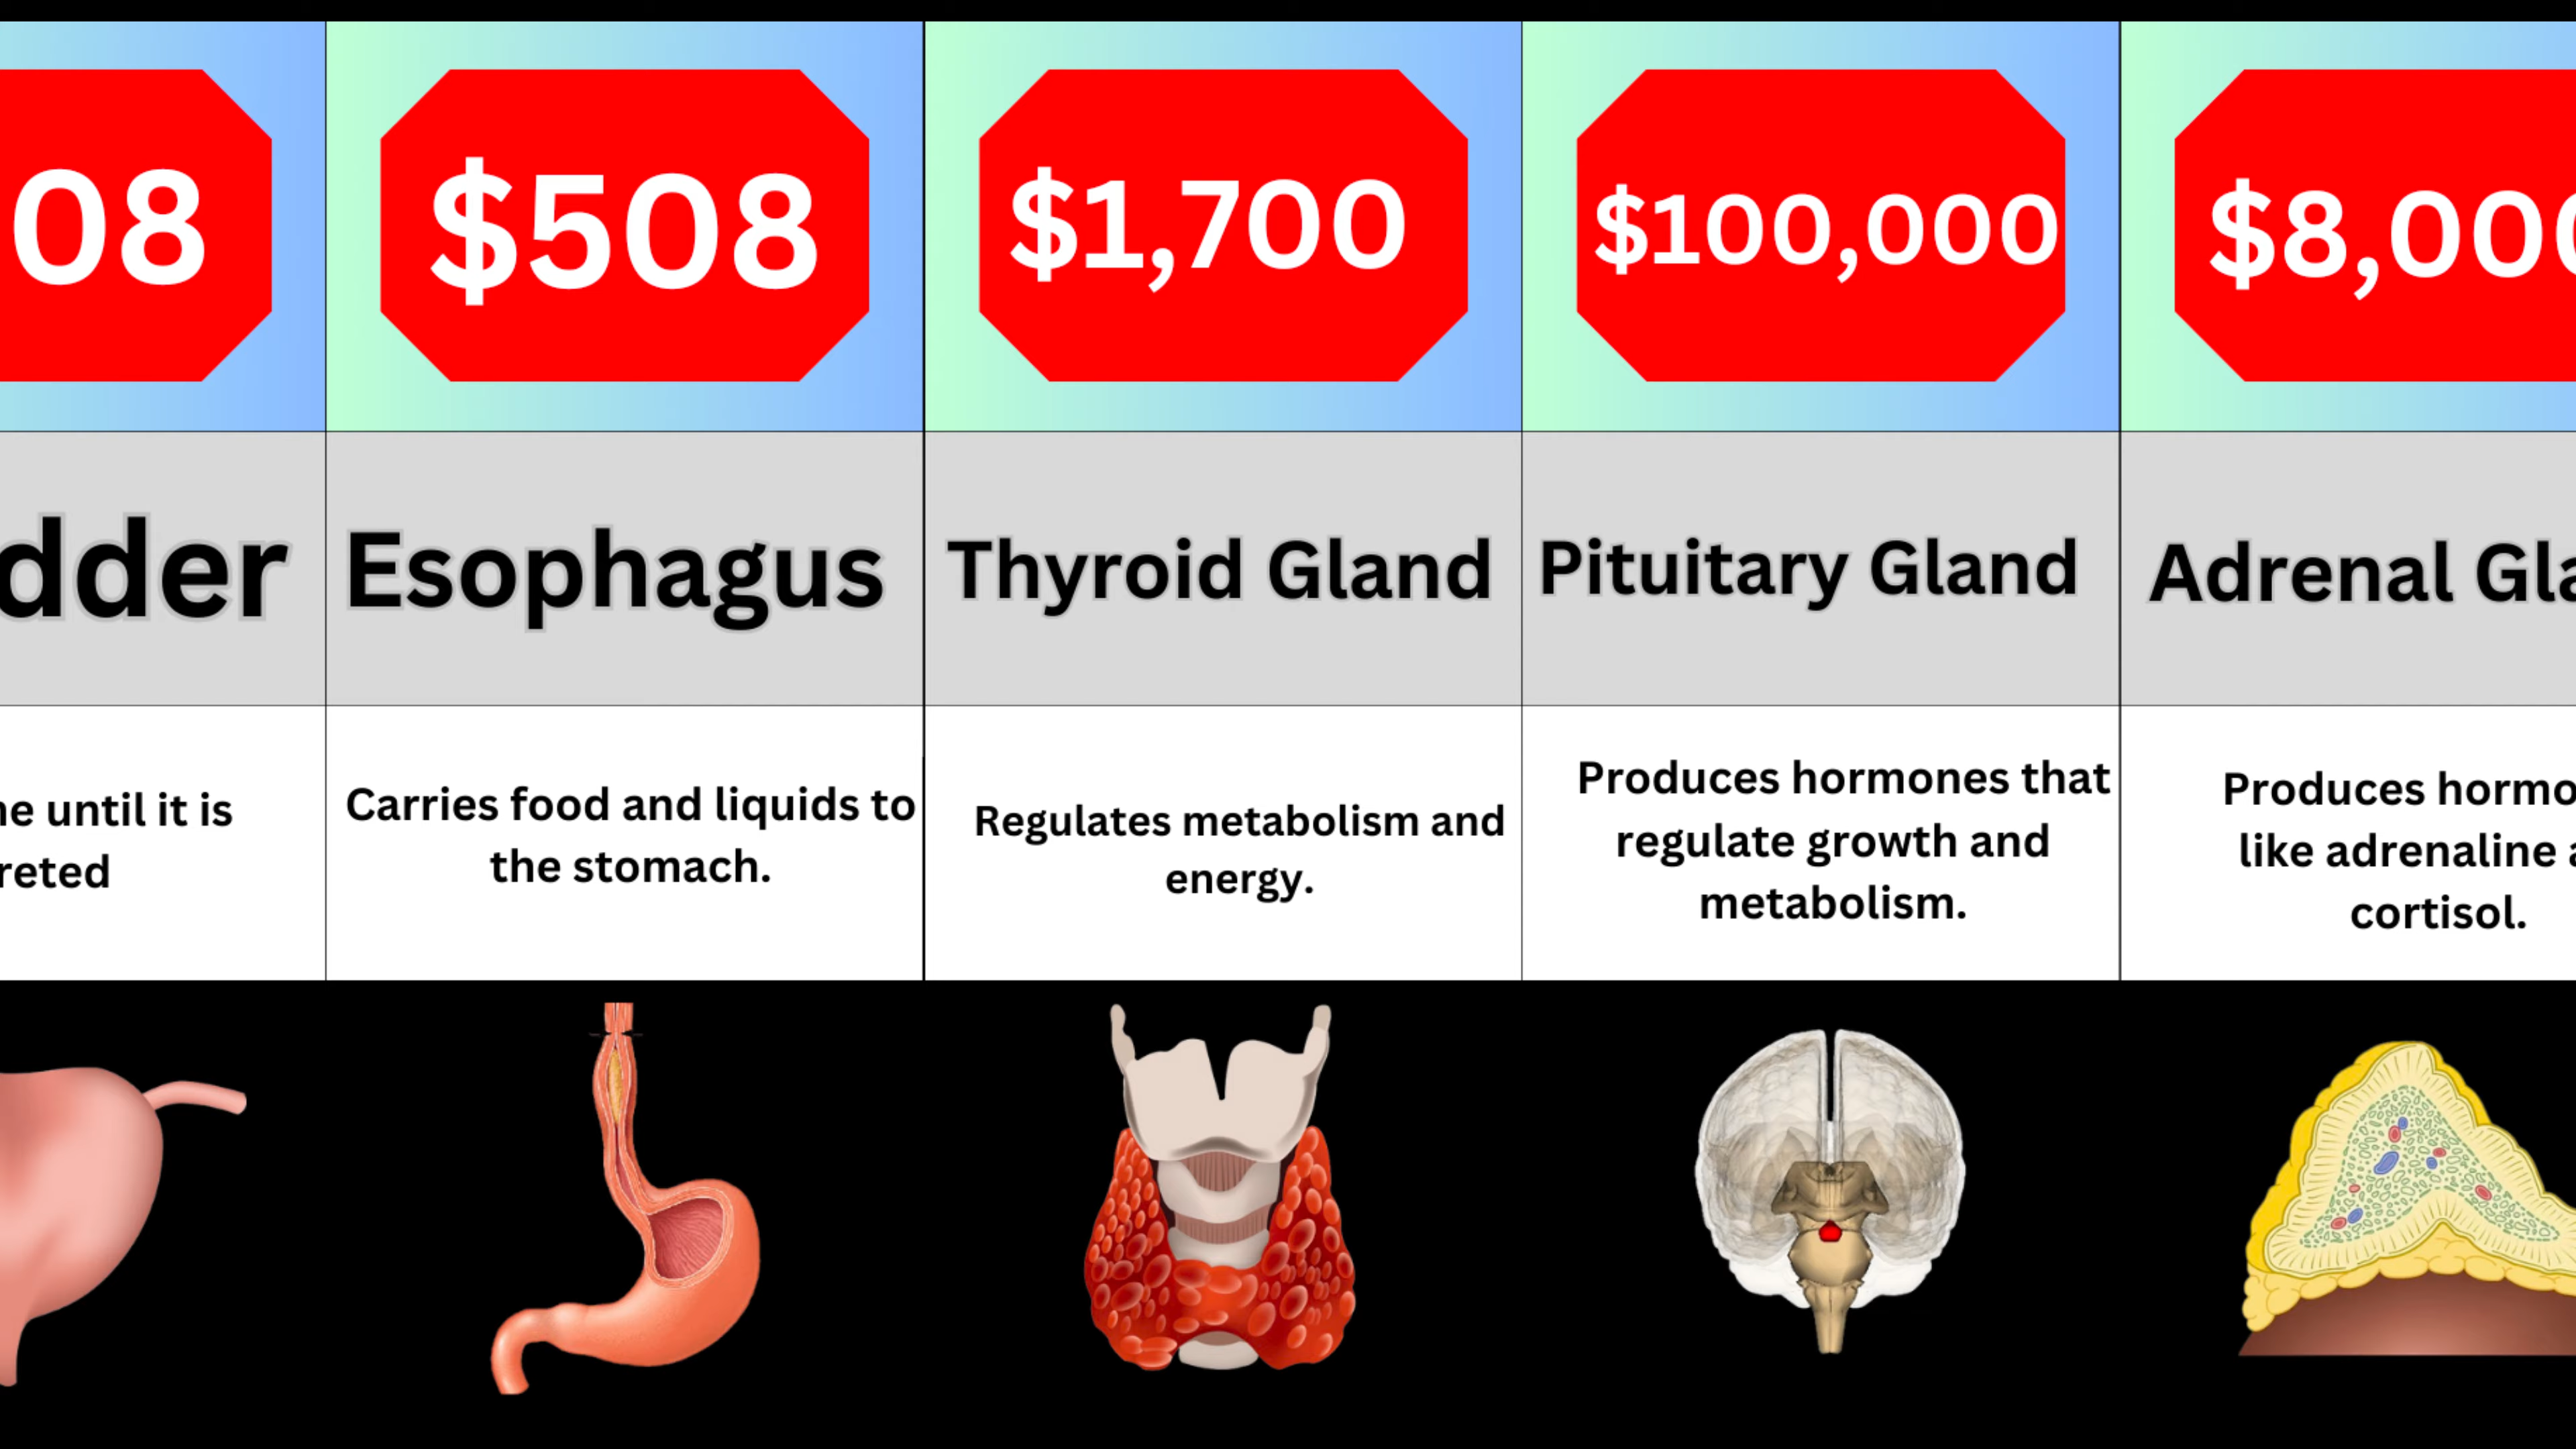 08
$508
$1,700
$100,000
$8,000
dder
Esophagus
Thyroid Gland
Pituitary Gland
Adrenal Gla
ne until it is
reted
Carries food and liquids to
the stomach.
Regulates metabolism and
energy.
Produces hormones that
regulate growth and
metabolism.
Produces hormo
like adrenaline a
cortisol.